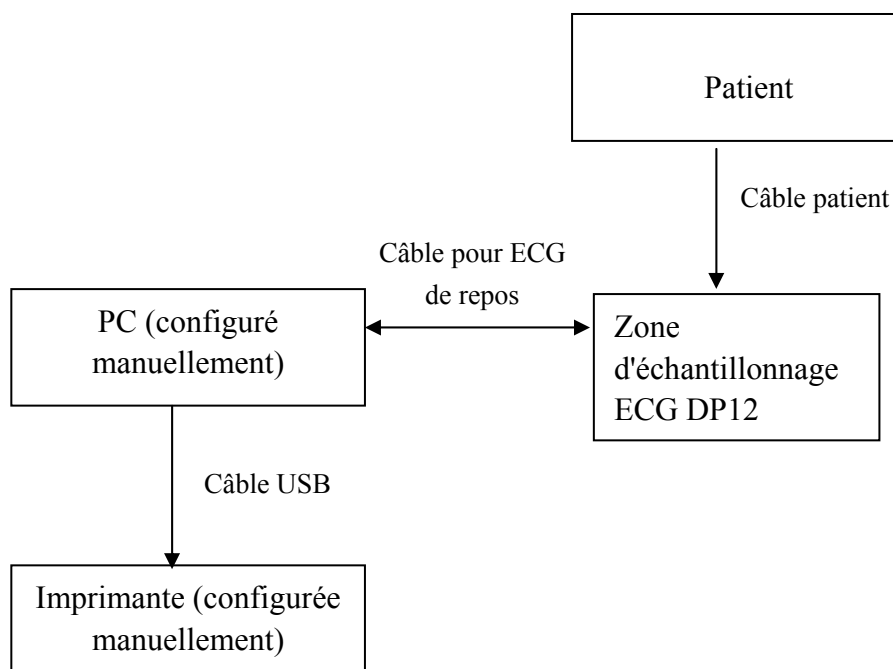 Patient
Câble patient
Câble pour ECG
de repos
PC (configuré
manuellement)
Zone
d'échantillonnage
ECG DP12
Câble USB
Imprimante (configurée
manuellement)